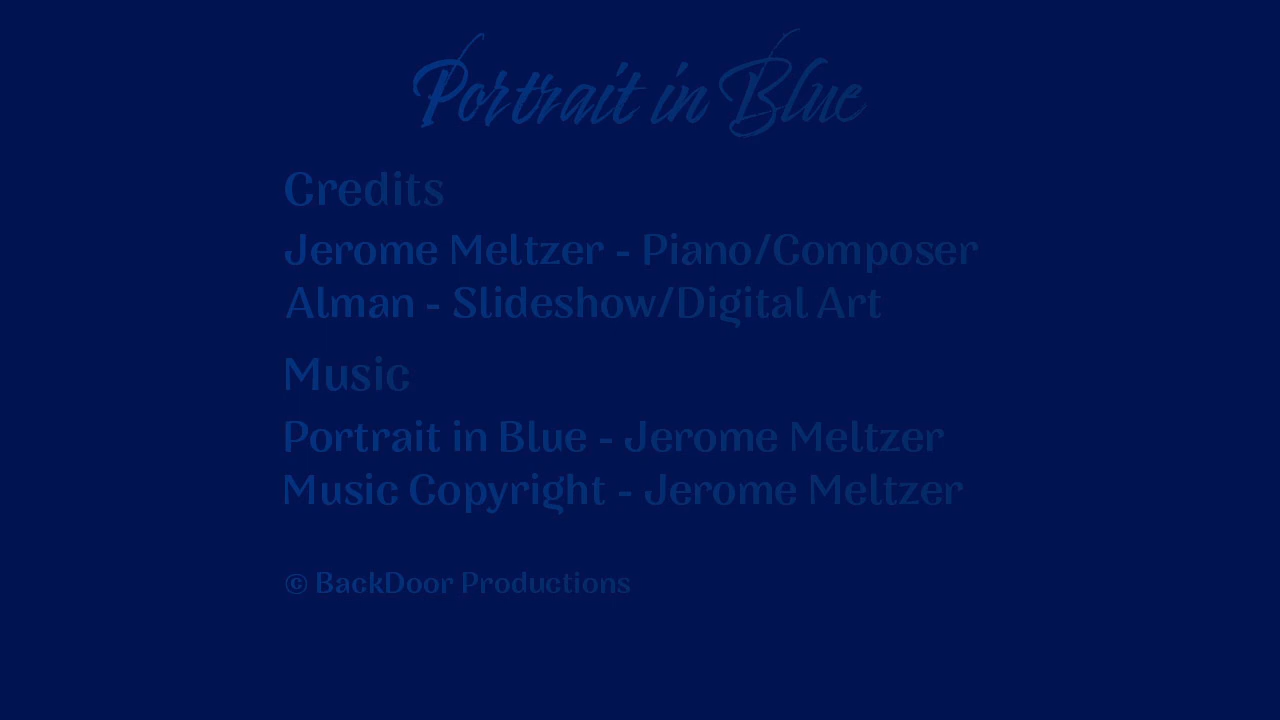 Portrait in Blue
Credits
Jerome Meltzer - Piano/Composer
Alman - Slideshow/Digital Art
Music
Portrait in Blue - Jerome Meltzer
Music Copyright - Jerome Meltzer
© BackDoor Productions